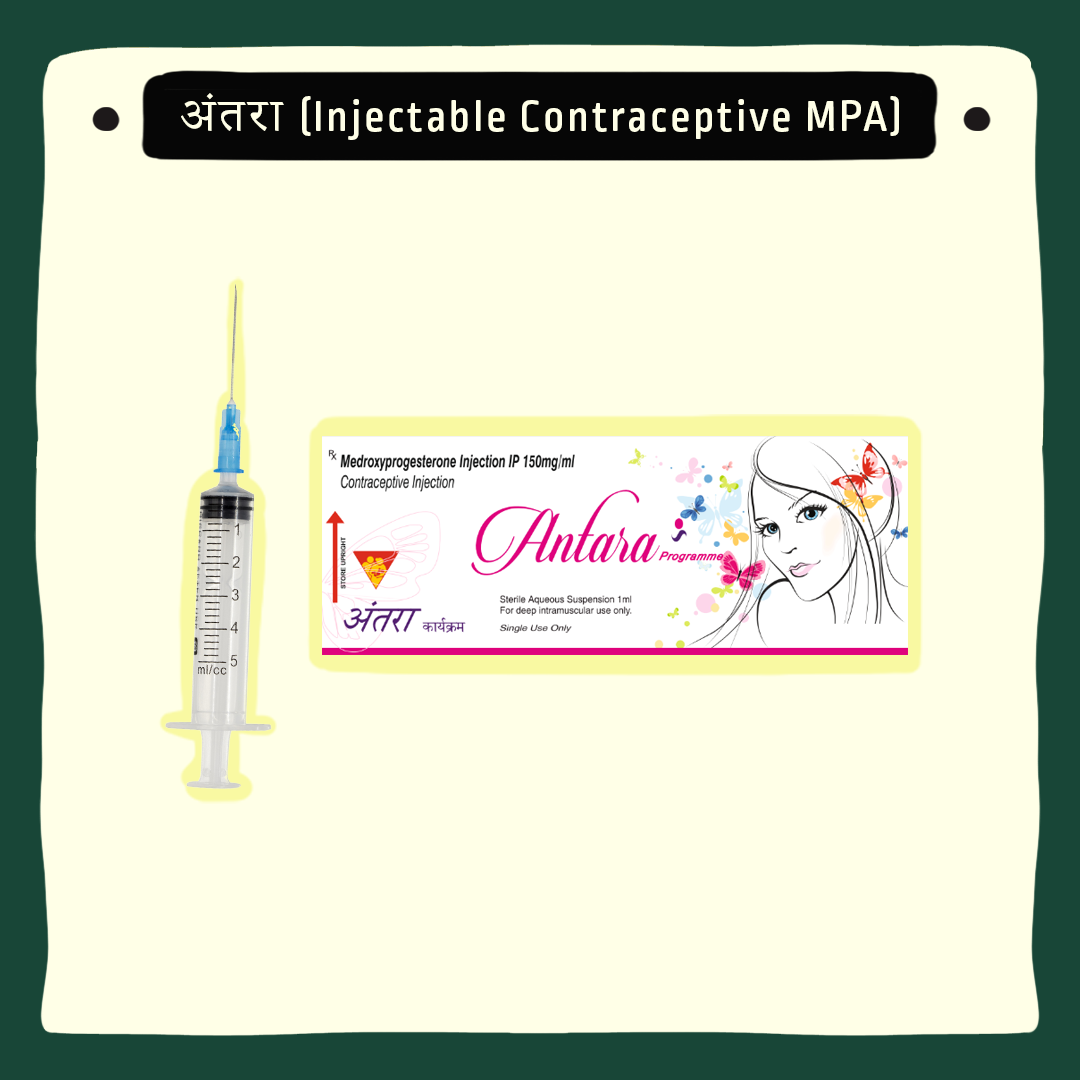 अंतरा (Injectable Contraceptive MPA)
Rx Medroxyprogesterone Injection IP 150mg/ml
Contraceptive Injection
STORE UPRIGHT
Antara Programme
अंतरा कार्यक्रम
Sterile Aqueous Suspension 1ml
For deep intramuscular use only.
Single Use Only
1
2
3
4
5
ml/cc